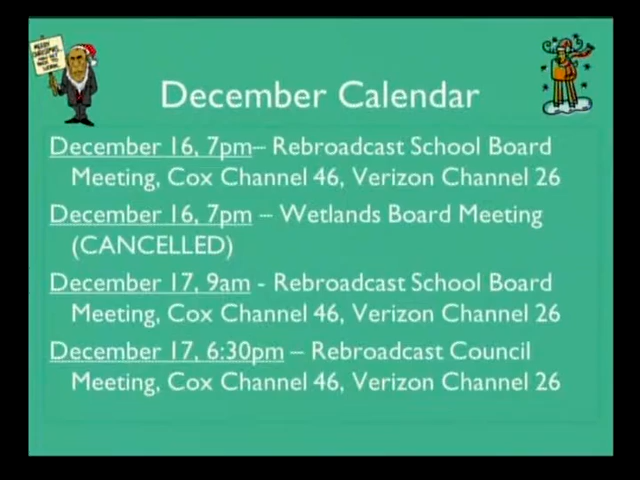 December Calendar
December 16, 7pm– Rebroadcast School Board
Meeting, Cox Channel 46, Verizon Channel 26
December 16, 7pm – Wetlands Board Meeting
(CANCELLED)
December 17, 9am - Rebroadcast School Board
Meeting, Cox Channel 46, Verizon Channel 26
December 17, 6:30pm – Rebroadcast Council
Meeting, Cox Channel 46, Verizon Channel 26